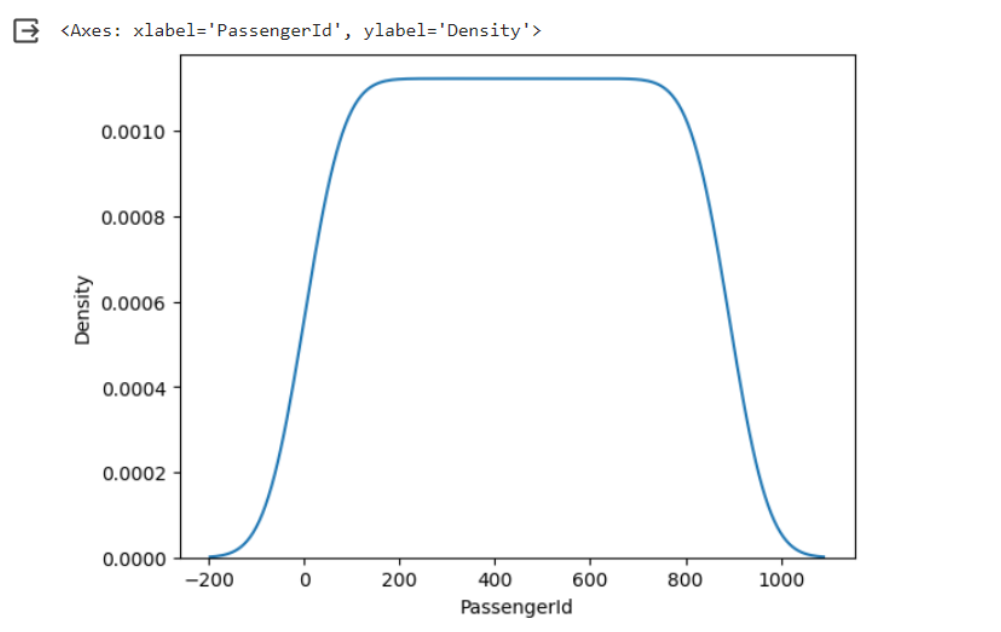 <Axes: xlabel='PassengerId', ylabel='Density'>
0.0010
0.0008
0.0006
0.0004
0.0002
0.0000
Density
−200 0 200 400 600 800 1000
PassengerId